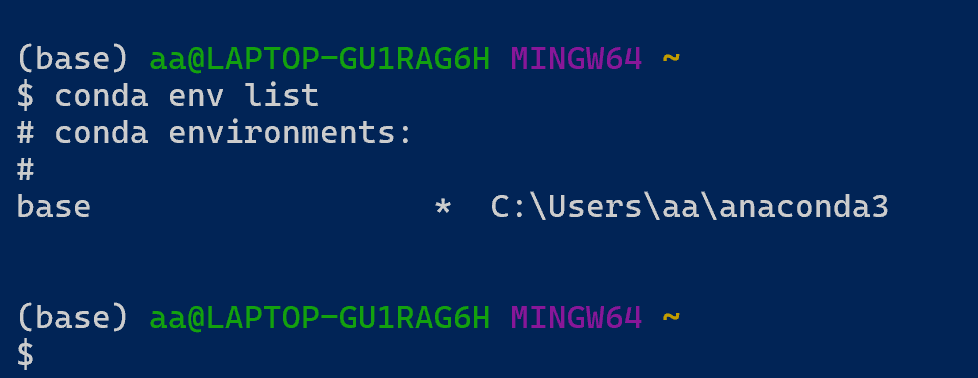 (base) aa@LAPTOP-GU1RAG6H MINGW64 ~
$ conda env list
# conda environments:
#
base                  *  C:\Users\aa\anaconda3
(base) aa@LAPTOP-GU1RAG6H MINGW64 ~
$